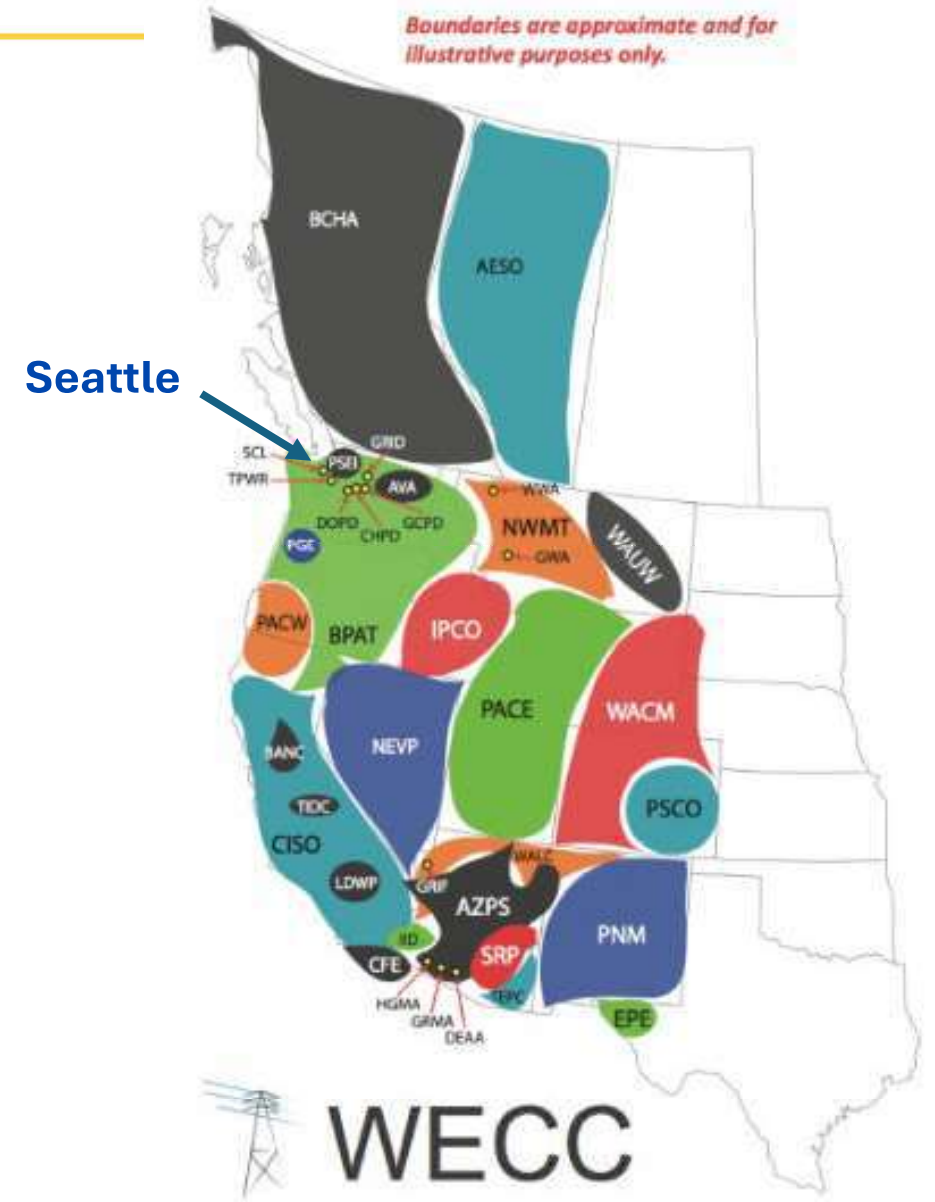 Boundaries are approximate and for
illustrative purposes only.
BCHA
AESO
Seattle
GRID
SCL
PSEI
TPWR
AVA
WWA
DOPD
GCPD
CHPD
NWMT
WAUW
PGE
GWA
PACW
BPAT
IPCO
PACE
WACM
NEVP
BANC
TIDC
PSCO
CISO
WALC
LDWP
GRIF
AZPS
IID
PNM
SRP
CFE
TEPC
HGMA
GRMA
EPE
DEAA
WECC